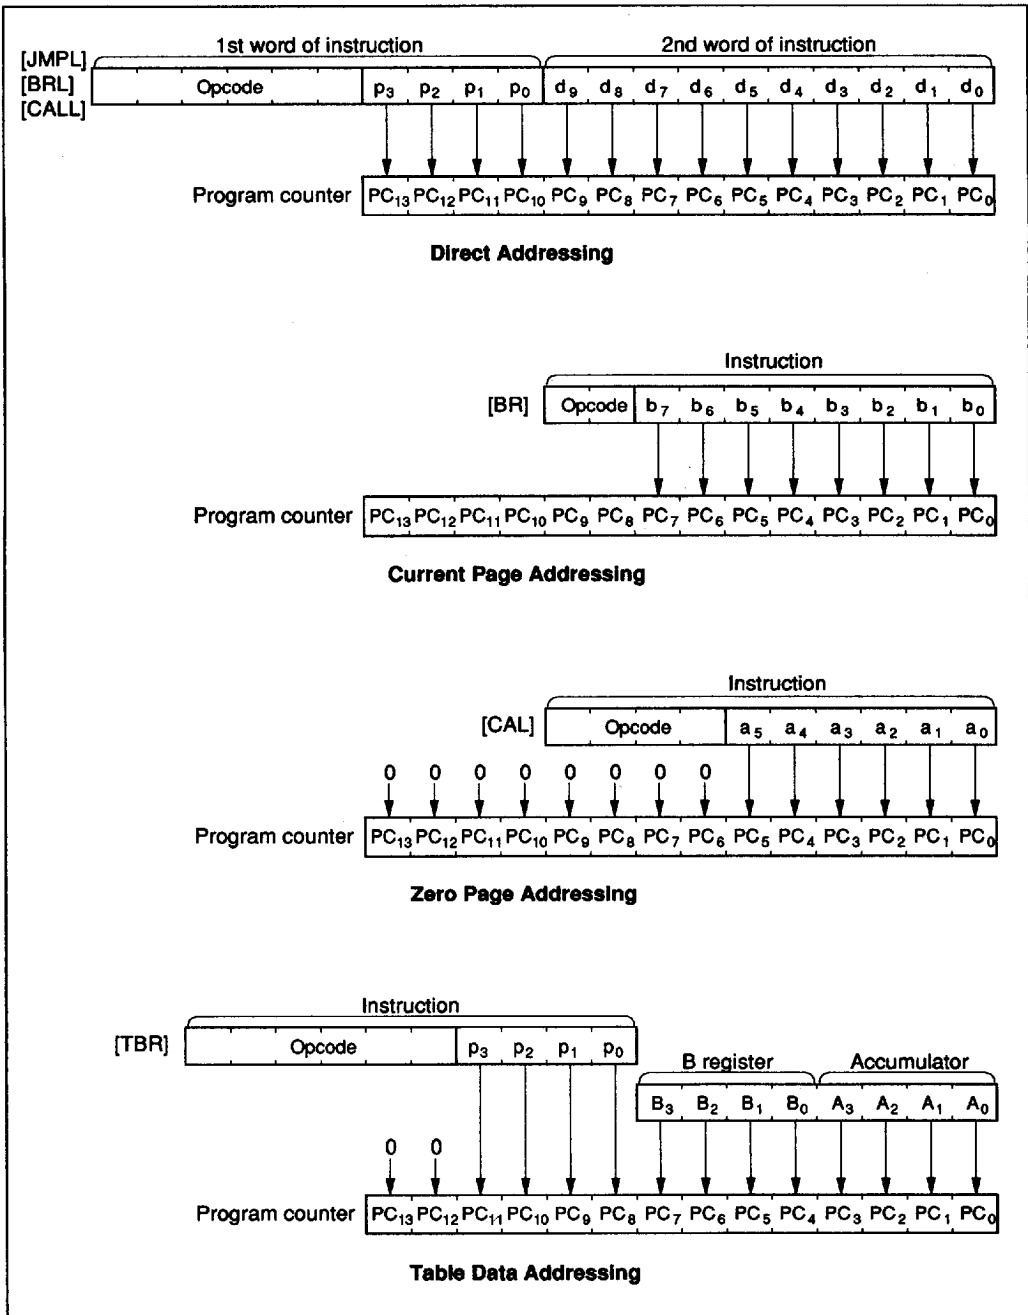 1st word of instruction 2nd word of instruction
[JMPL]
[BRL] Opcode p3 p2 p1 p0 d9 d8 d7 d6 d5 d4 d3 d2 d1 d0
[CALL]
Program counter PC13 PC12 PC11 PC10 PC9 PC8 PC7 PC6 PC5 PC4 PC3 PC2 PC1 PC0
Direct Addressing
Instruction
[BR] Opcode b7 b6 b5 b4 b3 b2 b1 b0
Program counter PC13 PC12 PC11 PC10 PC9 PC8 PC7 PC6 PC5 PC4 PC3 PC2 PC1 PC0
Current Page Addressing
Instruction
[CAL] Opcode a5 a4 a3 a2 a1 a0
0 0 0 0 0 0 0 0
Program counter PC13 PC12 PC11 PC10 PC9 PC8 PC7 PC6 PC5 PC4 PC3 PC2 PC1 PC0
Zero Page Addressing
Instruction
[TBR] Opcode p3 p2 p1 p0
B register Accumulator
B3 B2 B1 B0 A3 A2 A1 A0
0 0
Program counter PC13 PC12 PC11 PC10 PC9 PC8 PC7 PC6 PC5 PC4 PC3 PC2 PC1 PC0
Table Data Addressing